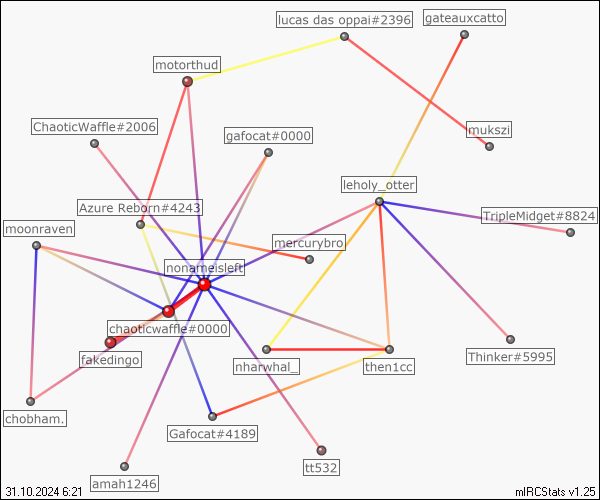 lucas das oppai#2396
gateauxcatto
motorthud
ChaoticWaffle#2006
gafocat#0000
mukszi
leholy_otter
Azure Reborn#4243
TripleMidget#8824
moonraven
mercurybro
nonameisleft
chaoticwaffle#0000
fakedingo
nharwhal_
then1cc
Thinker#5995
chobham.
Gafocat#4189
tt532
amah1246
31.10.2024 6:21
mIRCStats v1.25